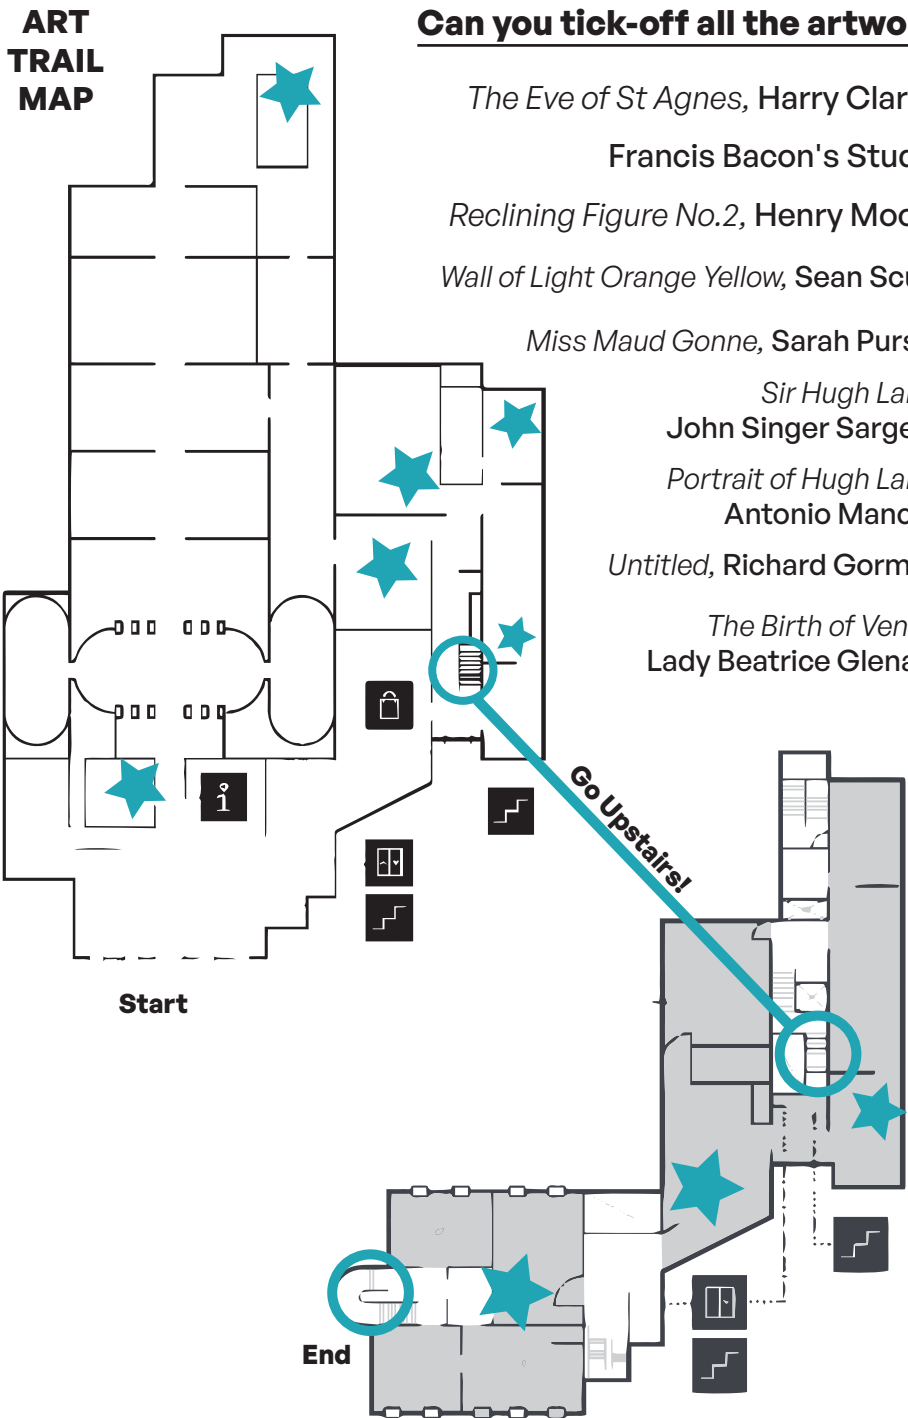 ART
TRAIL
MAP
Can you tick-off all the artwo
The Eve of St Agnes, Harry Clar
Francis Bacon's Stud
Reclining Figure No.2, Henry Moo
Wall of Light Orange Yellow, Sean Scu
Miss Maud Gonne, Sarah Purs
Sir Hugh Lan
John Singer Sarge
Portrait of Hugh Lan
Antonio Manc
Untitled, Richard Gorm
The Birth of Ven
Lady Beatrice Glena
i
Go Upstairs!
Start
End